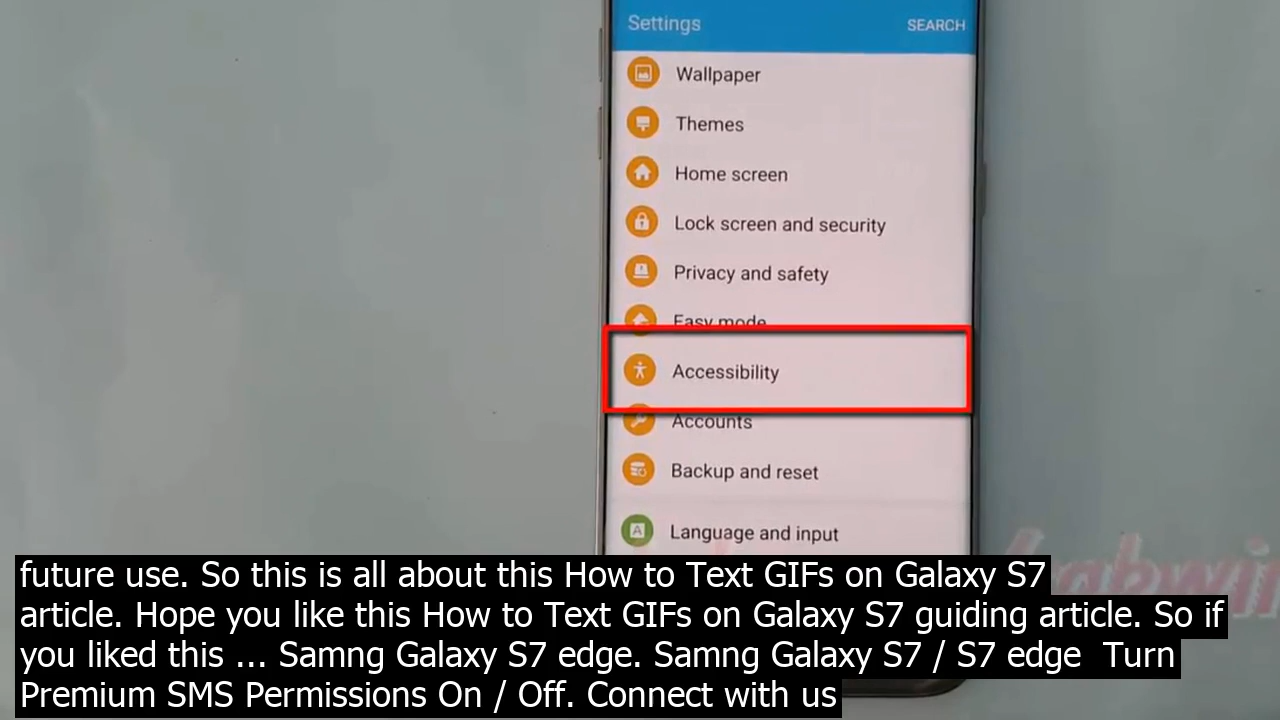 Settings
SEARCH
Wallpaper
Themes
Home screen
Lock screen and security
Privacy and safety
Easy mode
Accessibility
Accounts
Backup and reset
Language and input
future use. So this is all about this How to Text GIFs on Galaxy S7
article. Hope you like this How to Text GIFs on Galaxy S7 guiding article. So if
you liked this ... Samng Galaxy S7 edge. Samng Galaxy S7 / S7 edge  Turn
Premium SMS Permissions On / Off. Connect with us